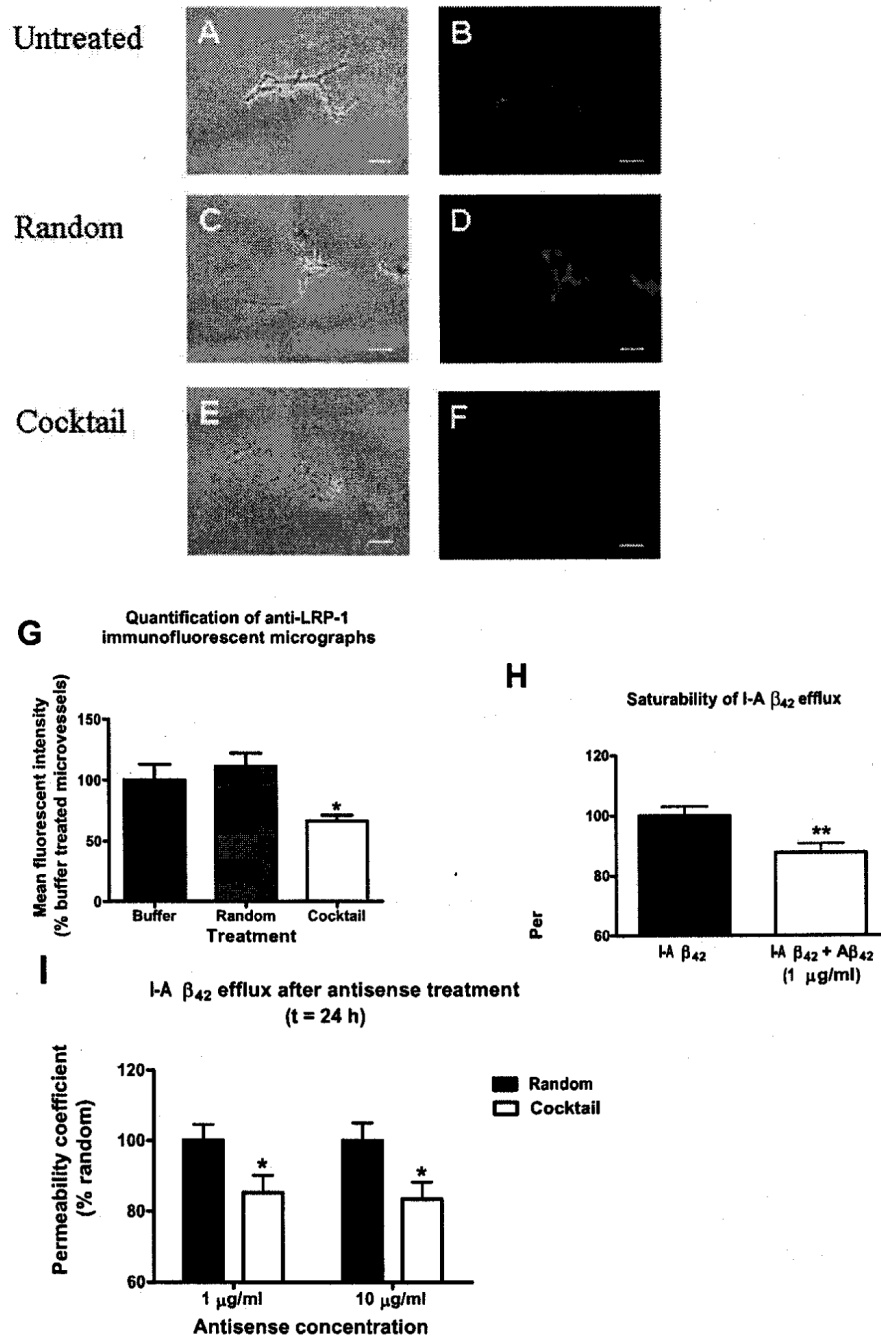 Untreated
A
B
Random
C
D
Cocktail
E
F
G
Quantification of anti-LRP-1
immunofluorescent micrographs
Mean fluorescent intensity
(% buffer treated microvessels)
150
100
50
0
Buffer
Random
Cocktail
*
Treatment
H
Saturability of I-A β42 efflux
Per
120
100
80
60
**
I-A β42
I-A β42 + Aβ42
(1 μg/ml)
I
I-A β42 efflux after antisense treatment
(t = 24 h)
Permeability coefficient
(% random)
120
100
80
60
*
*
Random
Cocktail
1 μg/ml
10 μg/ml
Antisense concentration